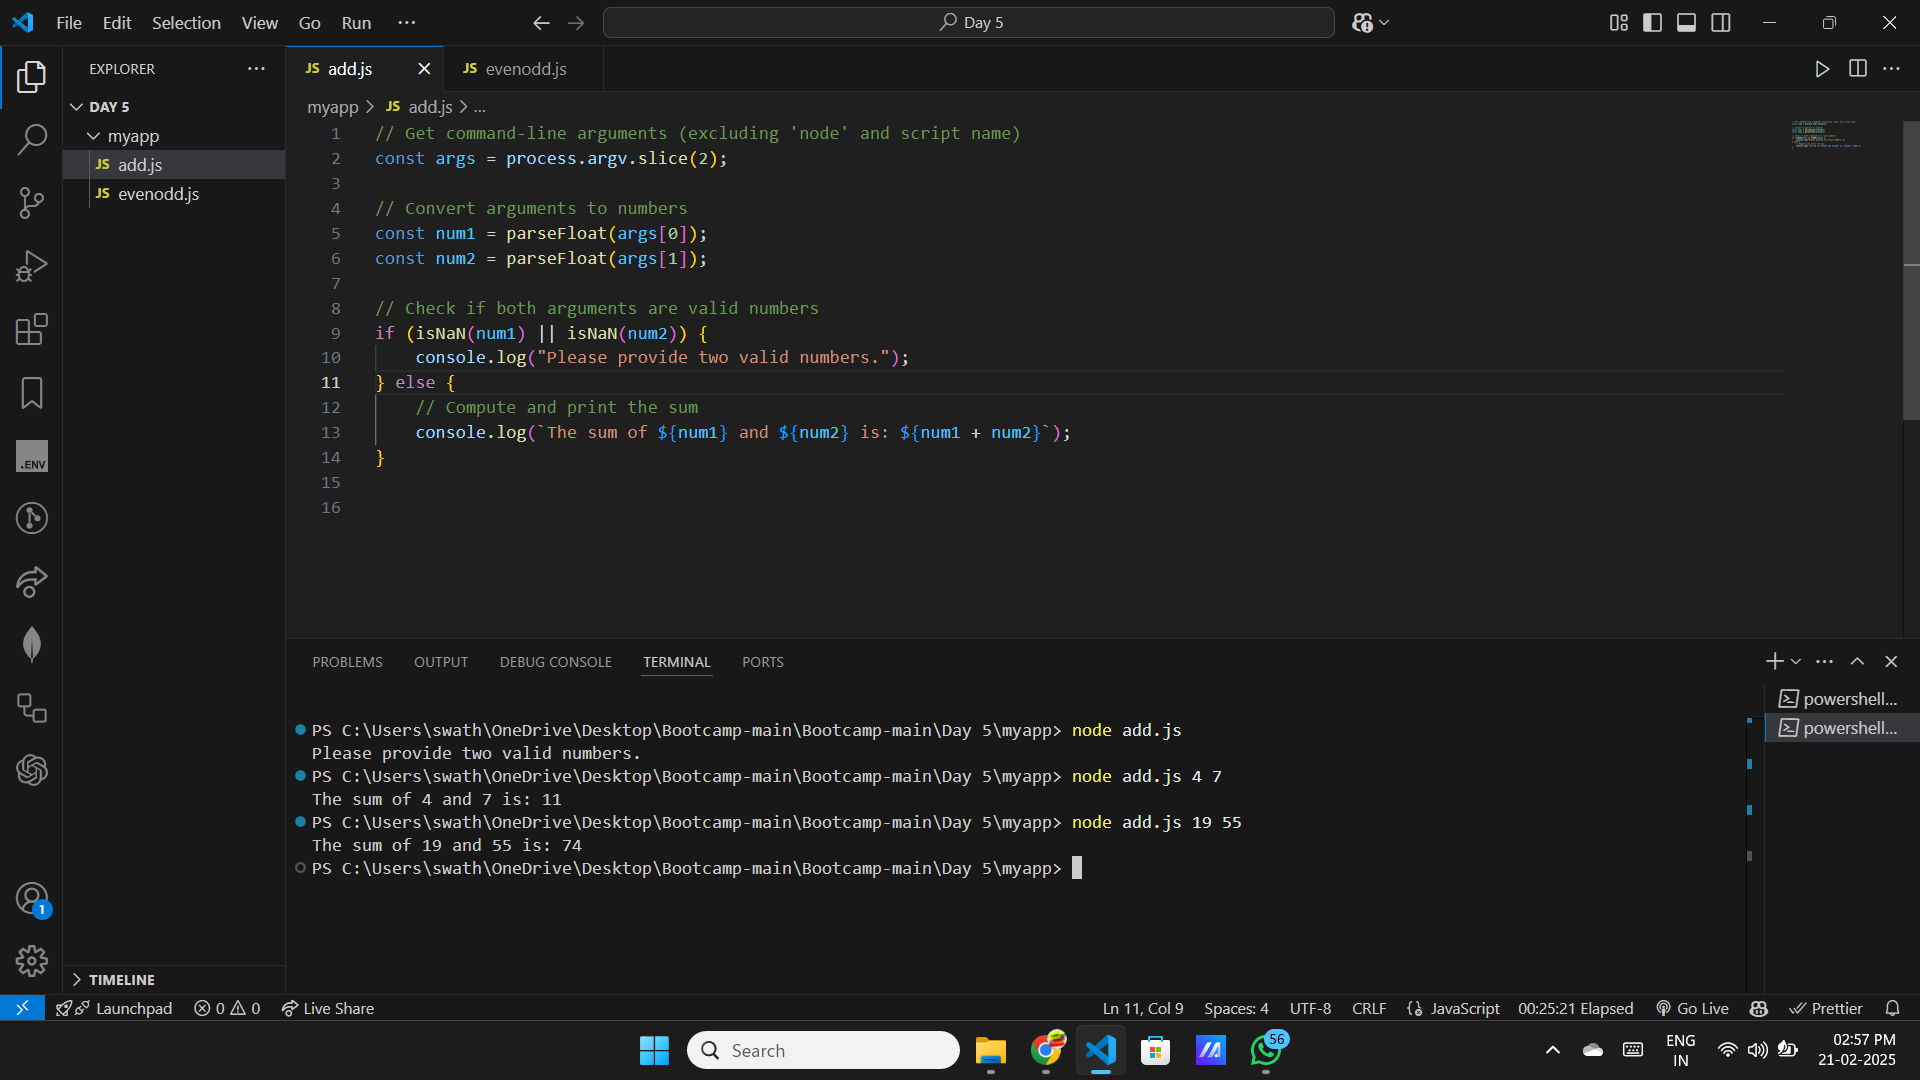 File Edit Selection View Go Run ...
Day 5
EXPLORER
DAY 5
myapp
JS add.js
JS evenodd.js
JS add.js
JS evenodd.js
myapp > JS add.js > ...
1 // Get command-line arguments (excluding 'node' and script name)
2 const args = process.argv.slice(2);
3
4 // Convert arguments to numbers
5 const num1 = parseFloat(args[0]);
6 const num2 = parseFloat(args[1]);
7
8 // Check if both arguments are valid numbers
9 if (isNaN(num1) || isNaN(num2)) {
10     console.log("Please provide two valid numbers.");
11 } else {
12     // Compute and print the sum
13     console.log(`The sum of ${num1} and ${num2} is: ${num1 + num2}`);
14 }
15
16
.ENV
1
TIMELINE
PROBLEMS OUTPUT DEBUG CONSOLE TERMINAL PORTS
powershell...
powershell...
PS C:\Users\swath\OneDrive\Desktop\Bootcamp-main\Bootcamp-main\Day 5\myapp> node add.js
Please provide two valid numbers.
PS C:\Users\swath\OneDrive\Desktop\Bootcamp-main\Bootcamp-main\Day 5\myapp> node add.js 4 7
The sum of 4 and 7 is: 11
PS C:\Users\swath\OneDrive\Desktop\Bootcamp-main\Bootcamp-main\Day 5\myapp> node add.js 19 55
The sum of 19 and 55 is: 74
PS C:\Users\swath\OneDrive\Desktop\Bootcamp-main\Bootcamp-main\Day 5\myapp>
Launchpad 0 0 Live Share
Ln 11, Col 9 Spaces: 4 UTF-8 CRLF {} JavaScript 00:25:21 Elapsed Go Live Prettier
Search
56
ENG
IN
02:57 PM
21-02-2025